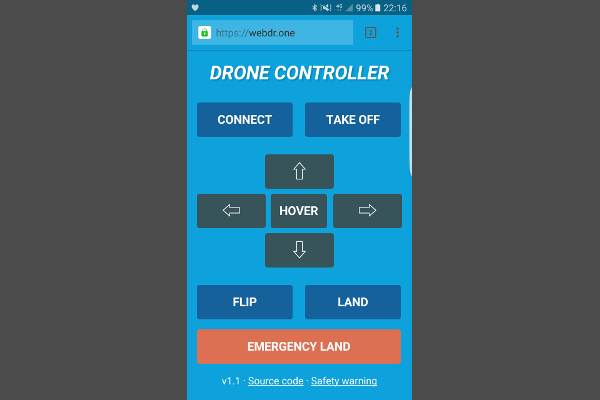 99% 22:16
https://webdr.one
DRONE CONTROLLER
CONNECT TAKE OFF
HOVER
FLIP LAND
EMERGENCY LAND
v1.1 · Source code · Safety warning